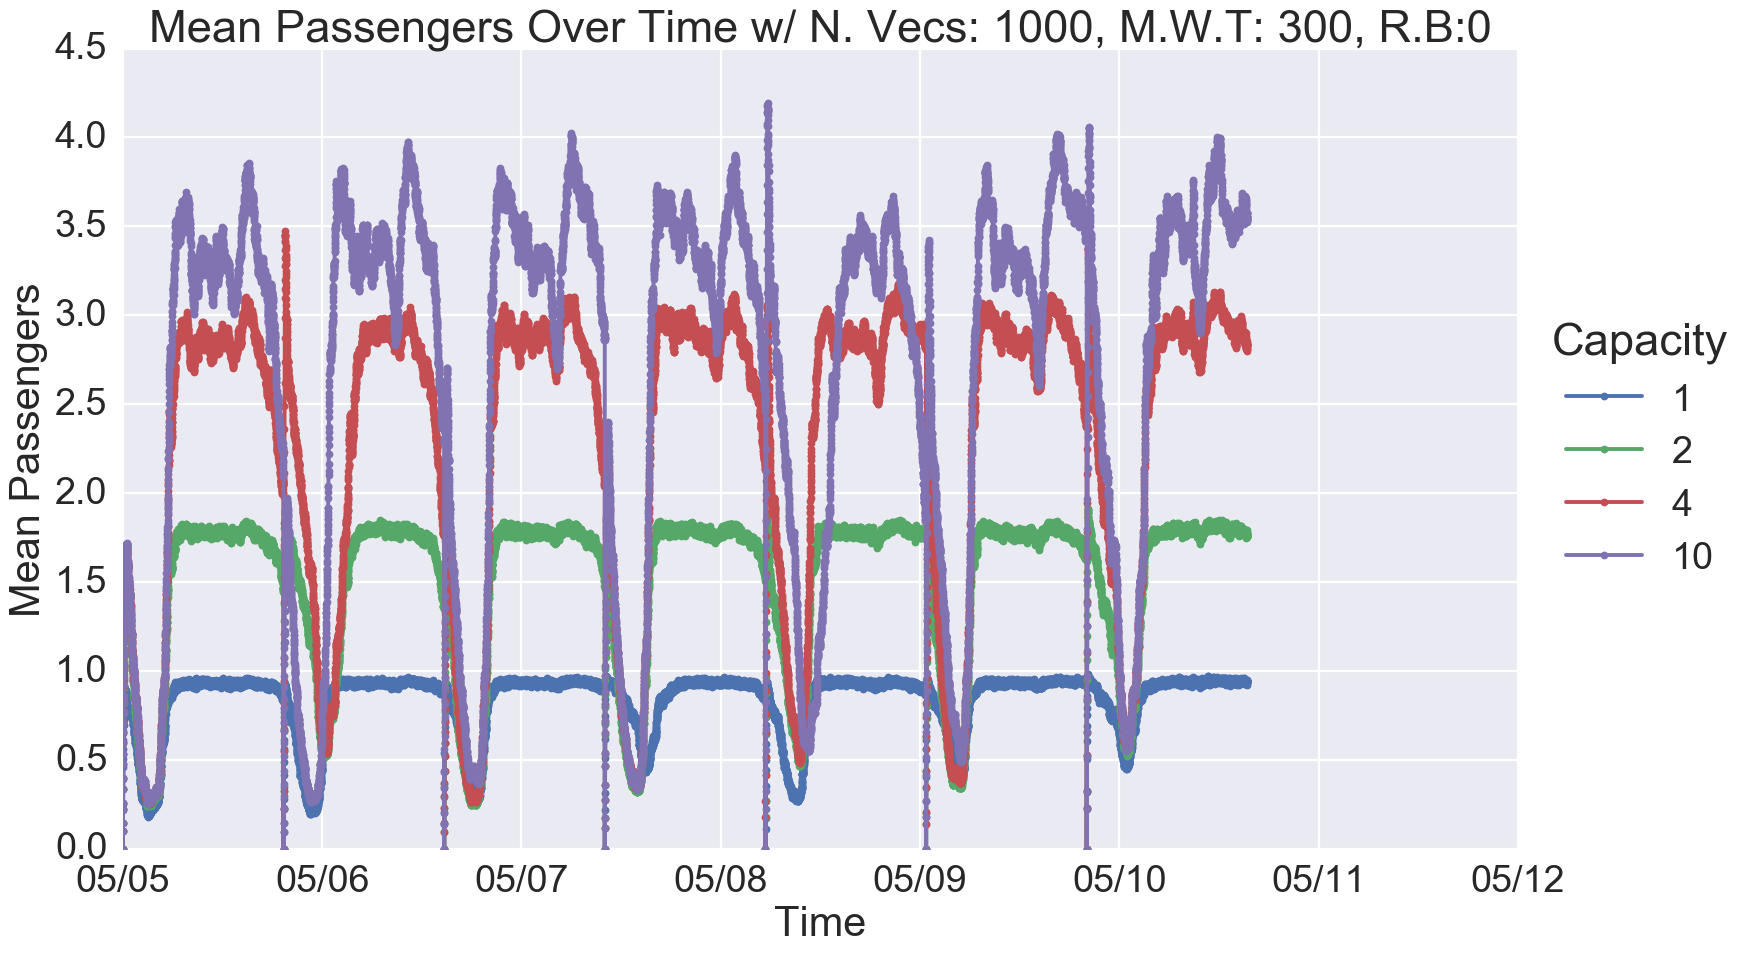 Mean Passengers Over Time w/ N. Vecs: 1000, M.W.T: 300, R.B:0
4.5
4.0
3.5
3.0
2.5
2.0
1.5
1.0
0.5
0.0
Mean Passengers
05/05 05/06 05/07 05/08 05/09 05/10 05/11 05/12
Time
Capacity
1
2
4
10